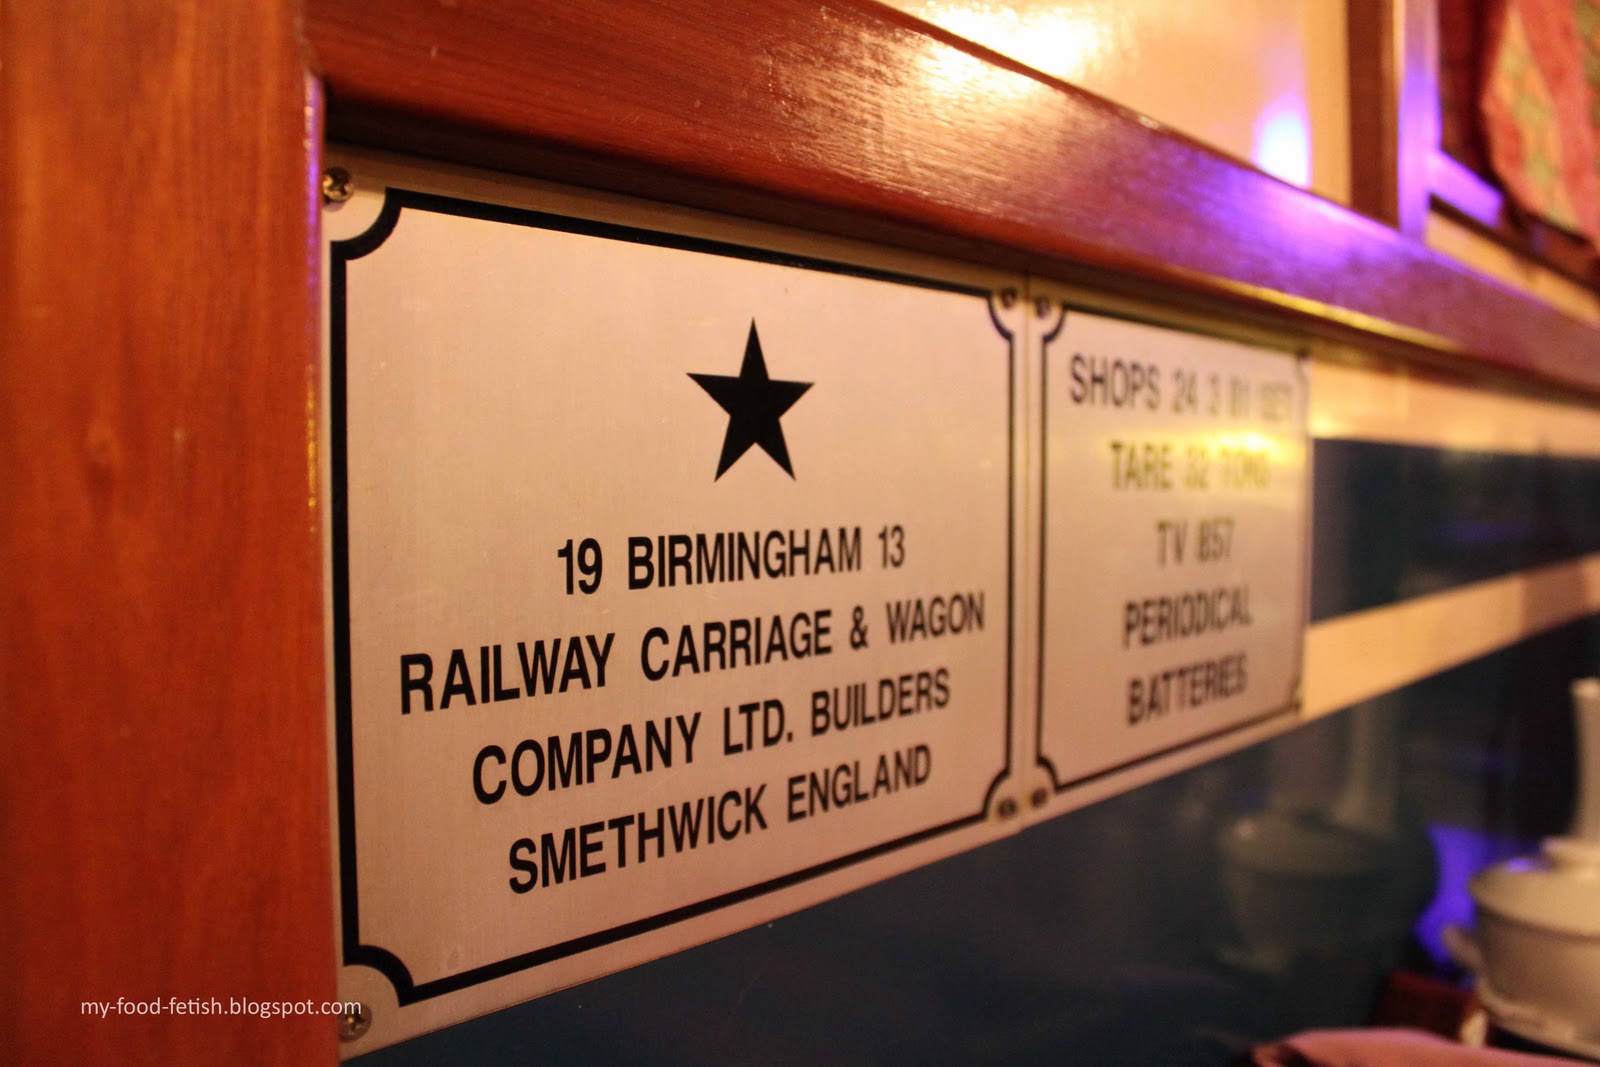 19 BIRMINGHAM 13
RAILWAY CARRIAGE & WAGON
COMPANY LTD. BUILDERS
SMETHWICK ENGLAND
SHOPS 24 3
TARE 32 TONS
TV 857
PERIODICAL
BATTERIES
my-food-fetish.blogspot.com